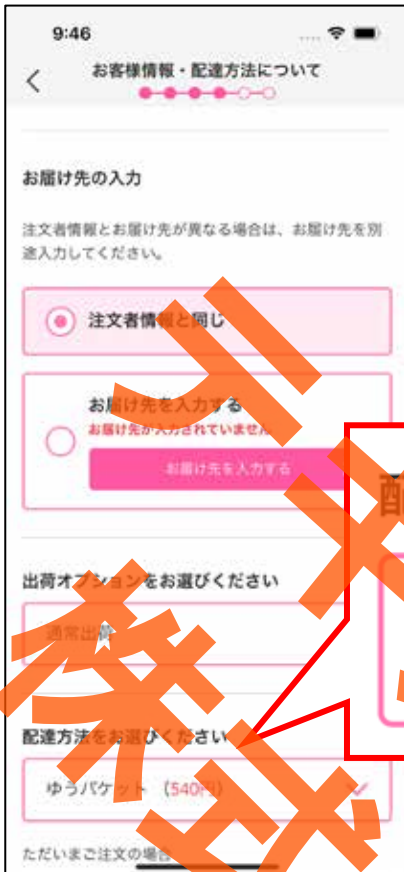 9:46
お客様情報・配達方法について
お届け先の入力
注文者情報とお届け先が異なる場合は、お届け先を別
途入力してください。
注文者情報と同じ
お届け先を入力する
お届け先が入力されていません
お届け先を入力する
出荷オプションをお選びください
通常出荷
配達方法をお選びください
ゆうパケット (540円)
ただいまご注文の場合
配
株式